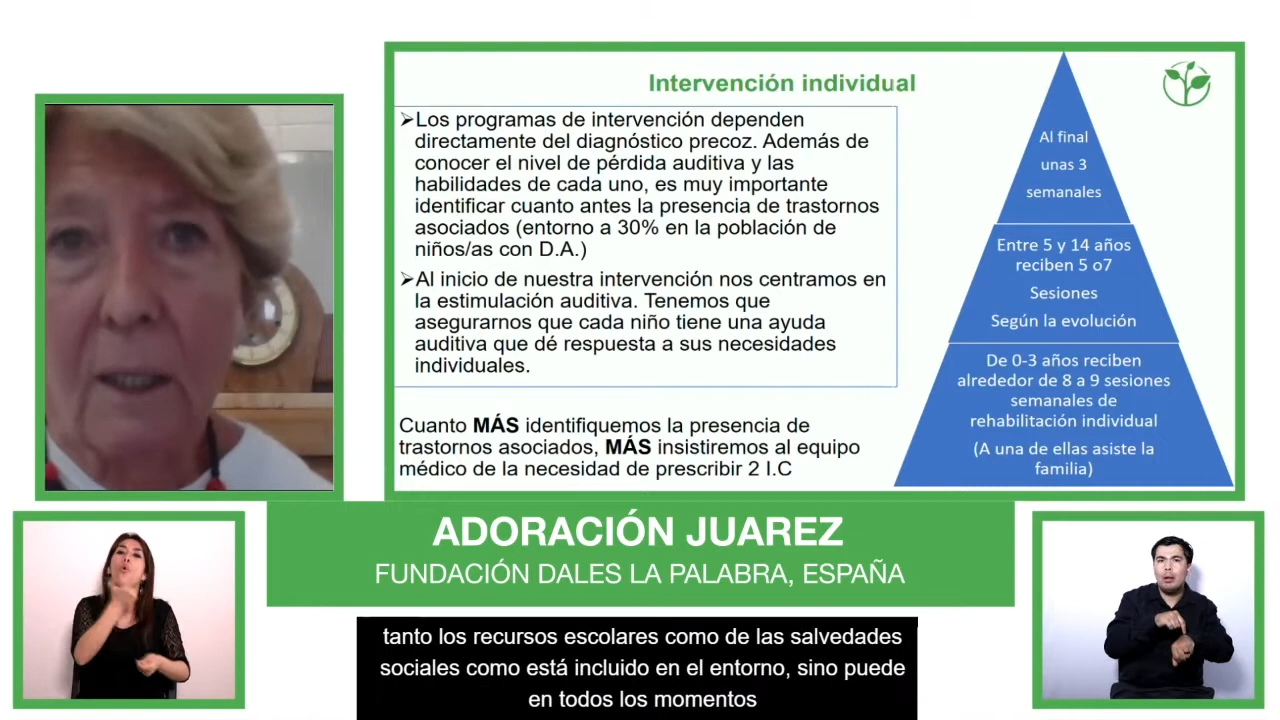 Intervención individual
➢Los programas de intervención dependen
directamente del diagnóstico precoz. Además de
conocer el nivel de pérdida auditiva y las
habilidades de cada uno, es muy importante
identificar cuanto antes la presencia de trastornos
asociados (entorno a 30% en la población de
niños/as con D.A.)
➢Al inicio de nuestra intervención nos centramos en
la estimulación auditiva. Tenemos que
asegurarnos que cada niño tiene una ayuda
auditiva que dé respuesta a sus necesidades
individuales.
Cuanto MÁS identifiquemos la presencia de
trastornos asociados, MÁS insistiremos al equipo
médico de la necesidad de prescribir 2 I.C
Al final
unas 3
semanales
Entre 5 y 14 años
reciben 5 o7
Sesiones
Según la evolución
De 0-3 años reciben
alrededor de 8 a 9 sesiones
semanales de
rehabilitación individual
(A una de ellas asiste la
familia)
ADORACIÓN JUAREZ
FUNDACIÓN DALES LA PALABRA, ESPAÑA
tanto los recursos escolares como de las salvedades
sociales como está incluido en el entorno, sino puede
en todos los momentos